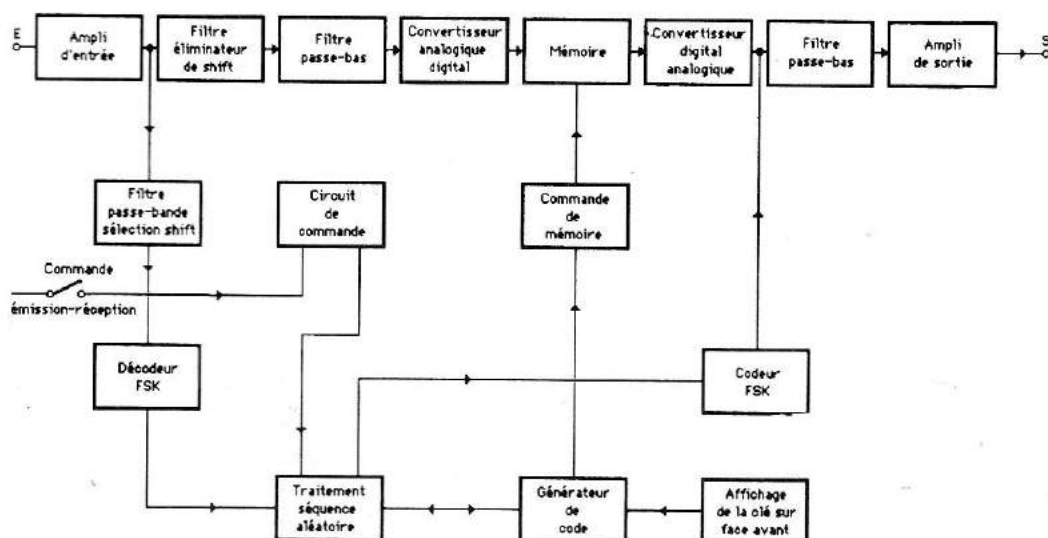 E
Ampli
d'entrée
Filtre
éliminateur
de shift
Filtre
passe-bas
Convertisseur
analogique
digital
Mémoire
Convertisseur
digital
analogique
Filtre
passe-bas
Ampli
de sortie
S
Filtre
passe-bande
sélection shift
Circuit
de
commande
Commande
de
mémoire
Commande
émission-réception
Décodeur
FSK
Codeur
FSK
Traitement
séquence
aléatoire
Générateur
de
code
Affichage
de la clé sur
face avant